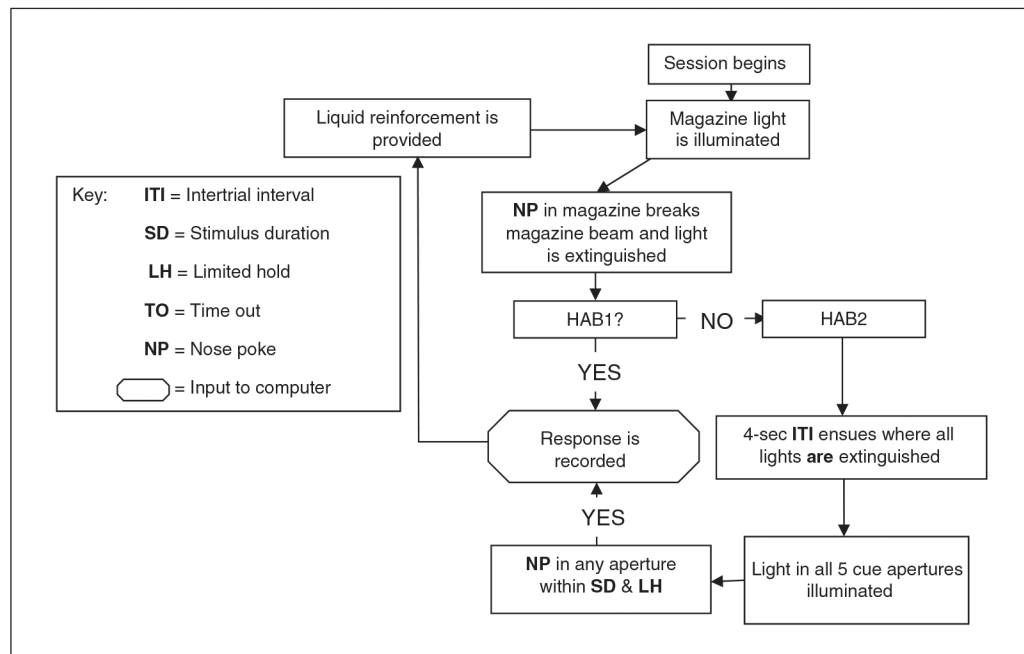 Session begins
Liquid reinforcement is
provided
Magazine light
is illuminated
Key: ITI = Intertrial interval
SD = Stimulus duration
LH = Limited hold
TO = Time out
NP = Nose poke
= Input to computer
NP in magazine breaks
magazine beam and light
is extinguished
HAB1?
NO
HAB2
YES
Response is
recorded
4-sec ITI ensues where all
lights are extinguished
YES
NP in any aperture
within SD & LH
Light in all 5 cue apertures
illuminated